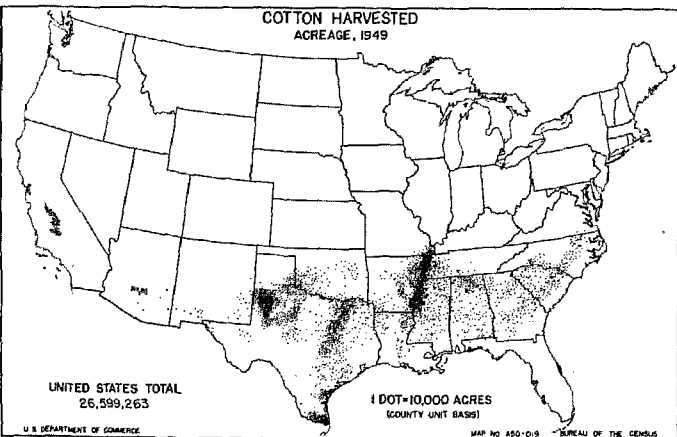 COTTON HARVESTED
ACREAGE, 1949
UNITED STATES TOTAL
26,599,263
1 DOT=10,000 ACRES
(COUNTY UNIT BASIS)
U S DEPARTMENT OF COMMERCE
MAP NO A50-019 BUREAU OF THE CENSUS